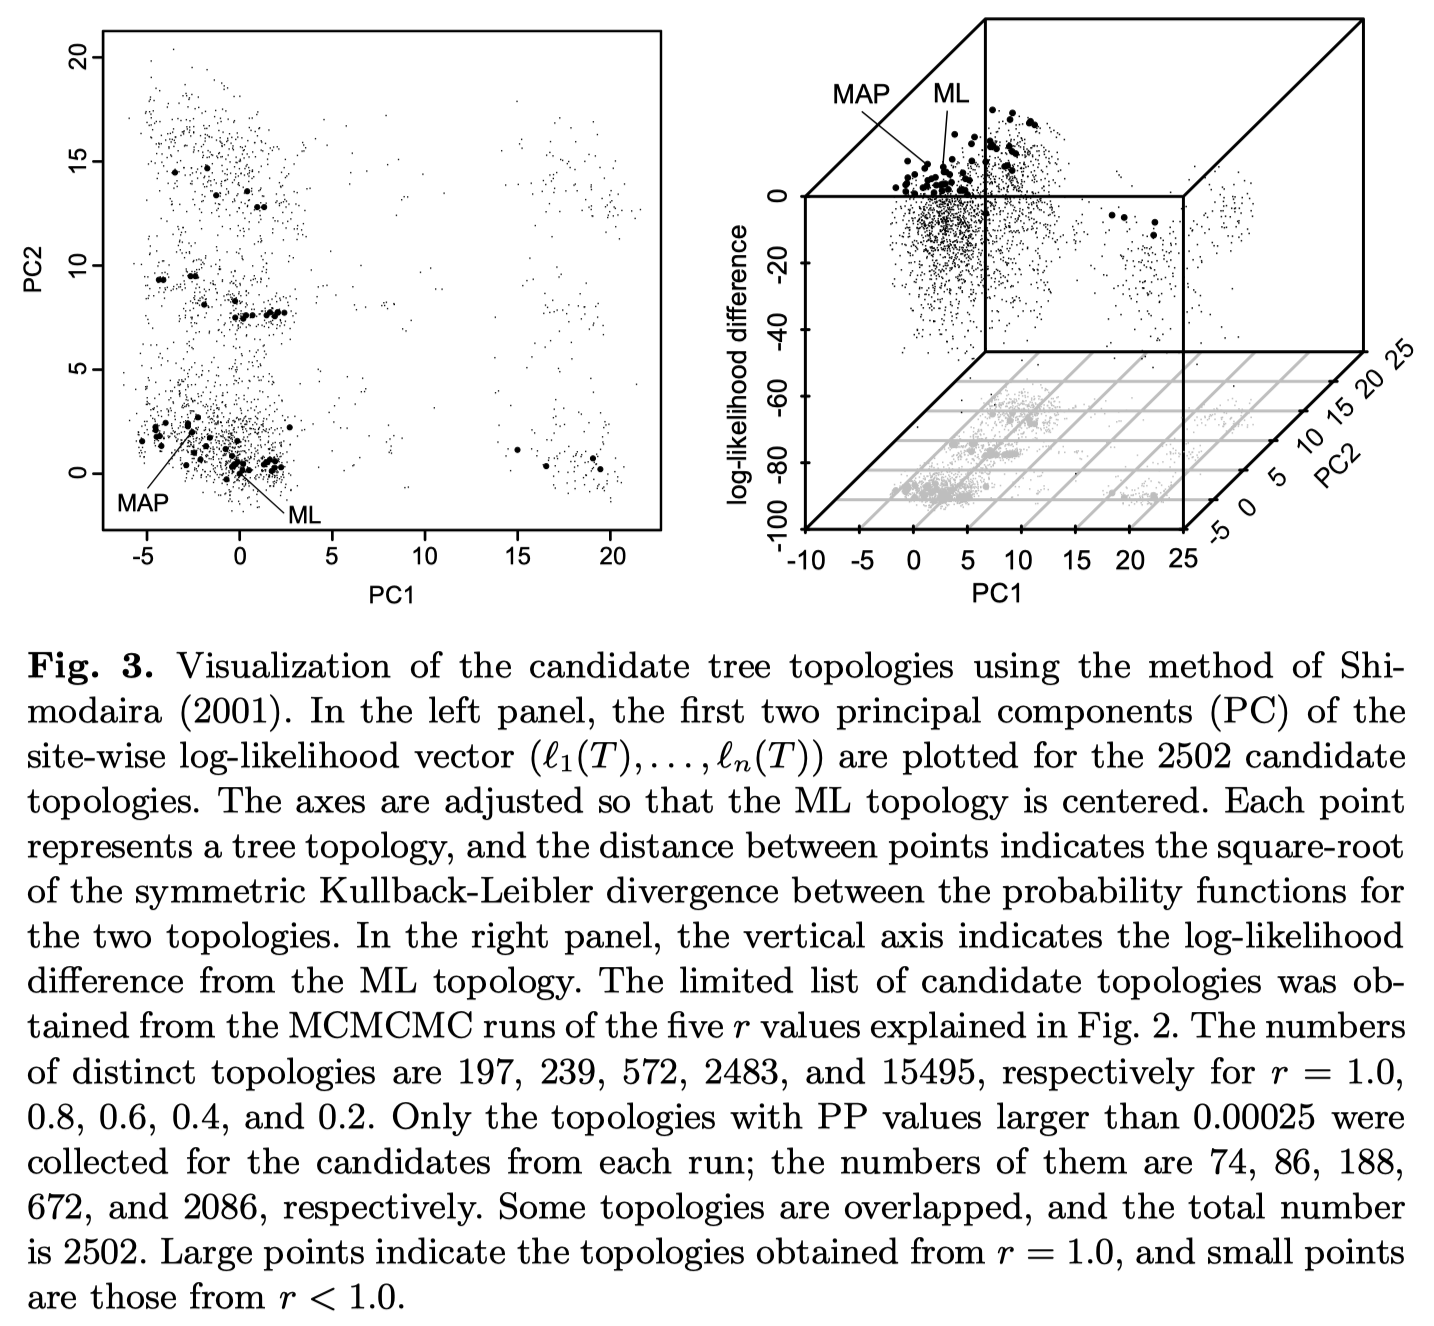 20
15
10
5
0
PC2
MAP
ML
-5
0
5
10
15
20
PC1
MAP
ML
0
-20
-40
-60
-80
-100
log-likelihood difference
-10
-5
0
5
10
15
20
25
PC1
-5
0
5
10
15
20
25
PC2
Fig. 3. Visualization of the candidate tree topologies using the method of Shi-
modaira (2001). In the left panel, the first two principal components (PC) of the
site-wise log-likelihood vector (ℓ₁(T), . . . , ℓₙ(T)) are plotted for the 2502 candidate
topologies. The axes are adjusted so that the ML topology is centered. Each point
represents a tree topology, and the distance between points indicates the square-root
of the symmetric Kullback-Leibler divergence between the probability functions for
the two topologies. In the right panel, the vertical axis indicates the log-likelihood
difference from the ML topology. The limited list of candidate topologies was ob-
tained from the MCMCMC runs of the five r values explained in Fig. 2. The numbers
of distinct topologies are 197, 239, 572, 2483, and 15495, respectively for r = 1.0,
0.8, 0.6, 0.4, and 0.2. Only the topologies with PP values larger than 0.00025 were
collected for the candidates from each run; the numbers of them are 74, 86, 188,
672, and 2086, respectively. Some topologies are overlapped, and the total number
is 2502. Large points indicate the topologies obtained from r = 1.0, and small points
are those from r < 1.0.